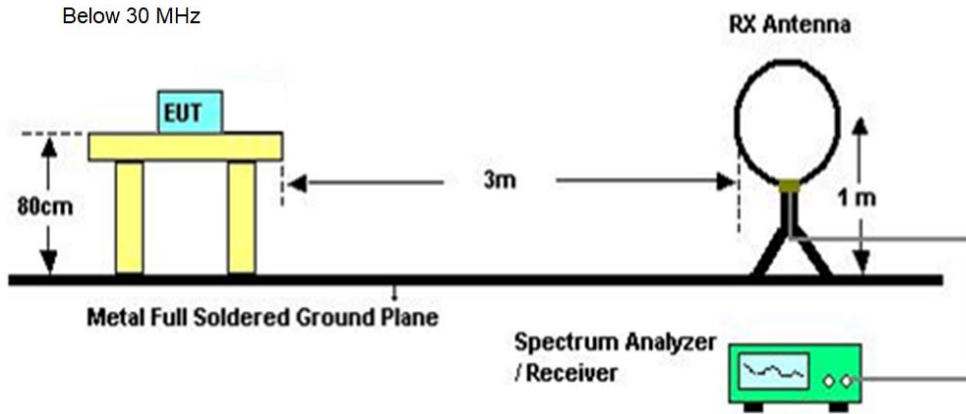 Below 30 MHz
RX Antenna
EUT
80cm
3m
1 m
Metal Full Soldered Ground Plane
Spectrum Analyzer
/ Receiver